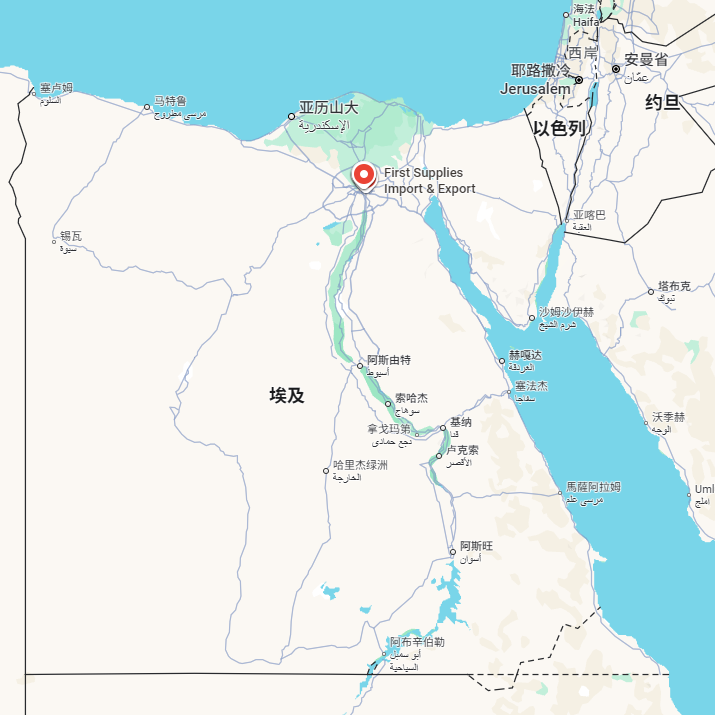 海法
Haifa
西岸
安曼省
عمّان
耶路撒冷
Jerusalem
塞卢姆
السلوم
马特鲁
مرسى مطروح
亚历山大
الإسكندرية
约旦
以色列
First Supplies
Import & Export
亚喀巴
العقبة
锡瓦
سيوة
塔布克
تبوك
沙姆沙伊赫
شرم الشيخ
赫嘎达
الغردقة
阿斯由特
أسيوط
塞法杰
سفاجا
埃及
索哈杰
سوهاج
沃季赫
الوجه
基纳
قنا
拿戈玛第
نجع حمادى
卢克索
الأقصر
哈里杰绿洲
الخارجة
馬薩阿拉姆
مرسى علم
Uml
املج
阿斯旺
أسوان
阿布辛伯勒
أبو سمبل
السياحية